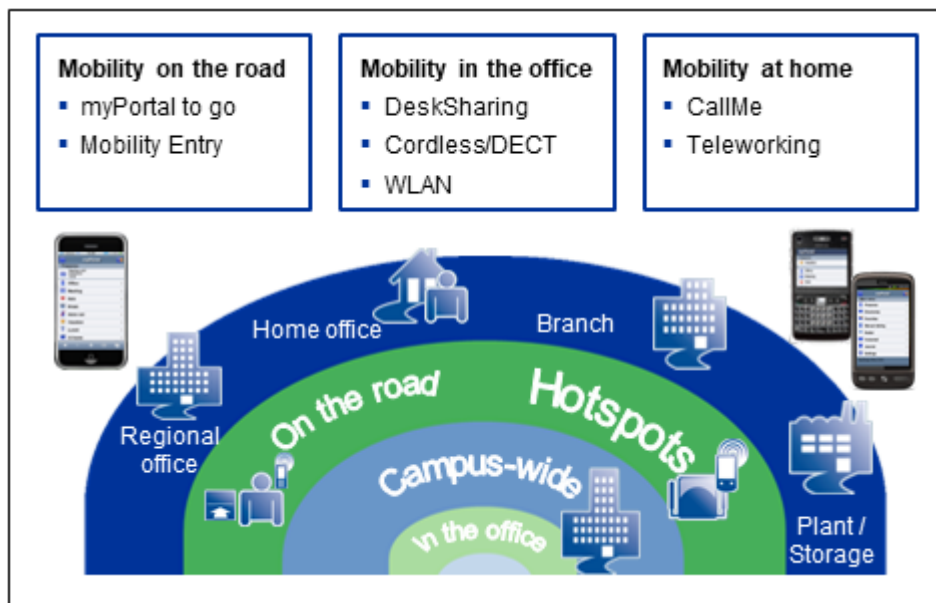 Mobility on the road
▪ myPortal to go
▪ Mobility Entry
Mobility in the office
▪ DeskSharing
▪ Cordless/DECT
▪ WLAN
Mobility at home
▪ CallMe
▪ Teleworking
Home office
Branch
Regional
office
On the road
Hotspots
Campus-wide
In the office
Plant /
Storage